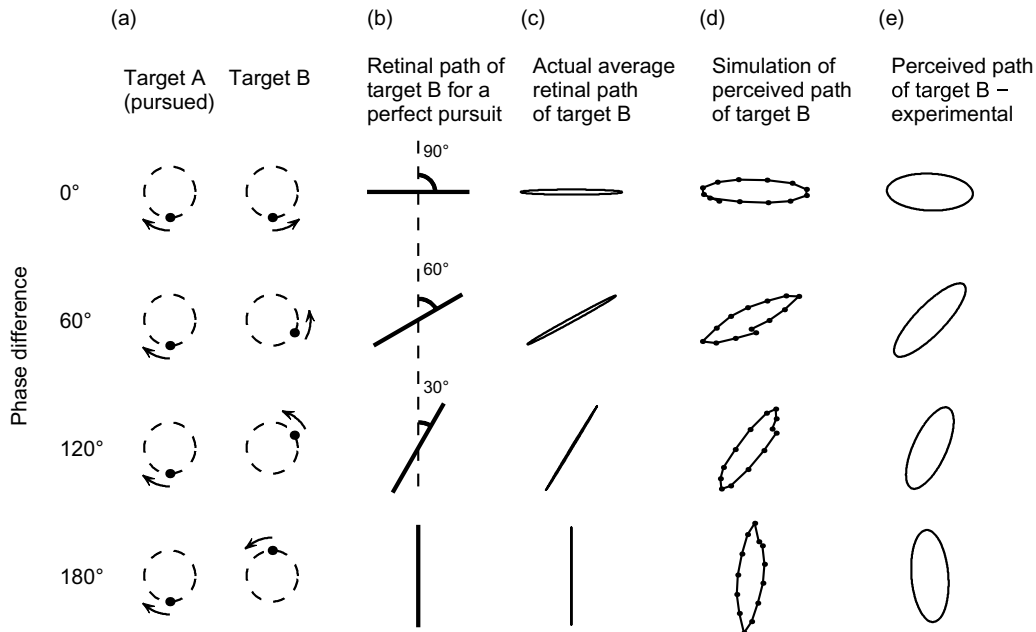 (a)
(b)
(c)
(d)
(e)
Target A
(pursued)
Target B
Retinal path of
target B for a
perfect pursuit
Actual average
retinal path
of target B
Simulation of
perceived path
of target B
Perceived path
of target B –
experimental
Phase difference
0°
90°
60°
60°
120°
30°
180°